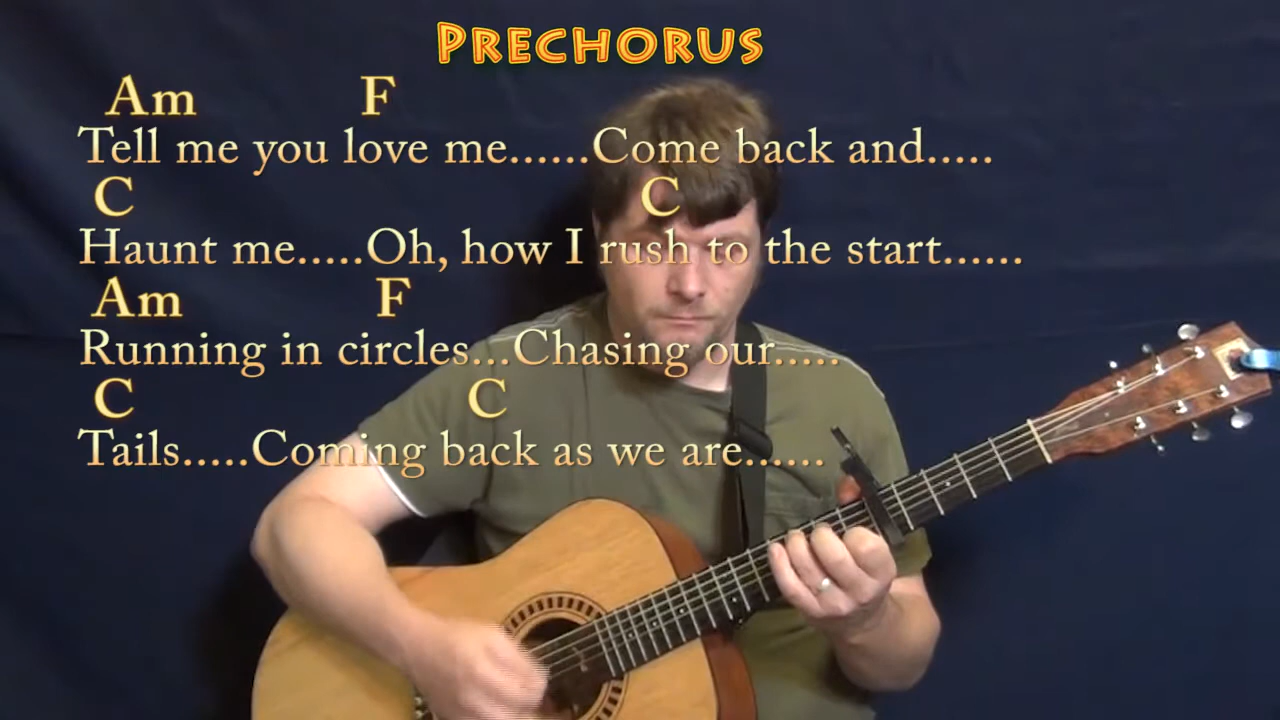 PRECHORUS
Am F
Tell me you love me......Come back and.....
C C
Haunt me.....Oh, how I rush to the start......
Am F
Running in circles...Chasing our.....
C C
Tails.....Coming back as we are......